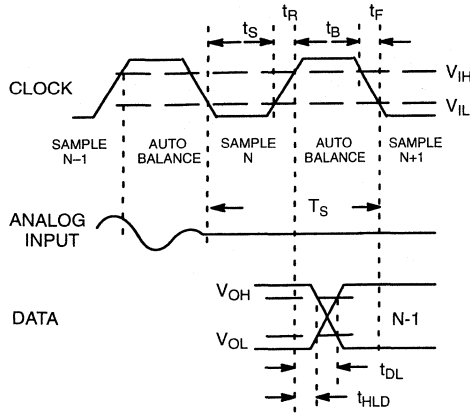 tR tF
tS tB
VIH
CLOCK
VIL
SAMPLE N–1
AUTO BALANCE
SAMPLE N
AUTO BALANCE
SAMPLE N+1
TS
ANALOG INPUT
VOH
DATA
N-1
VOL
tDL
tHLD